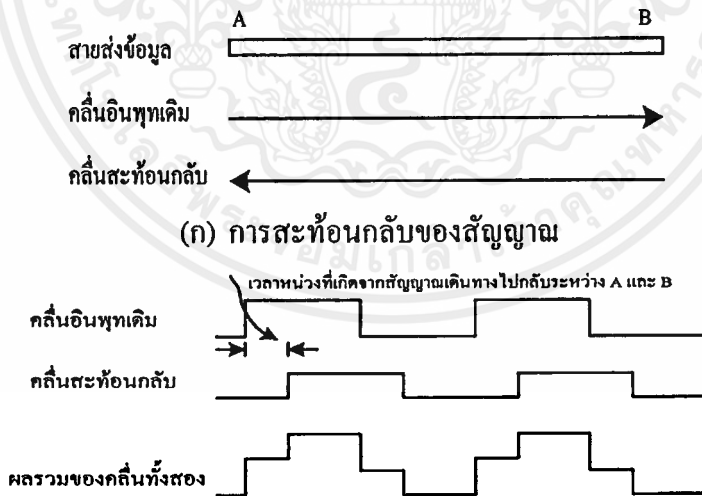 A B
สายส่งข้อมูล
คลื่นอินพุทเดิม
คลื่นสะท้อนกลับ
(ก) การสะท้อนกลับของสัญญาณ
เวลาหน่วงที่เกิดจากสัญญาณเดินทางไปกลับระหว่าง A และ B
คลื่นอินพุทเดิม
คลื่นสะท้อนกลับ
ผลรวมของคลื่นทั้งสอง